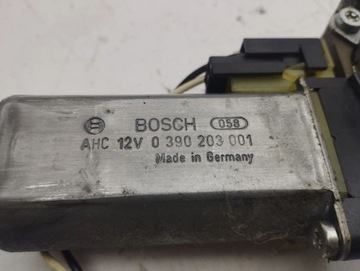 BOSCH 058
AHC 12V 0 390 203 001
Made in Germany